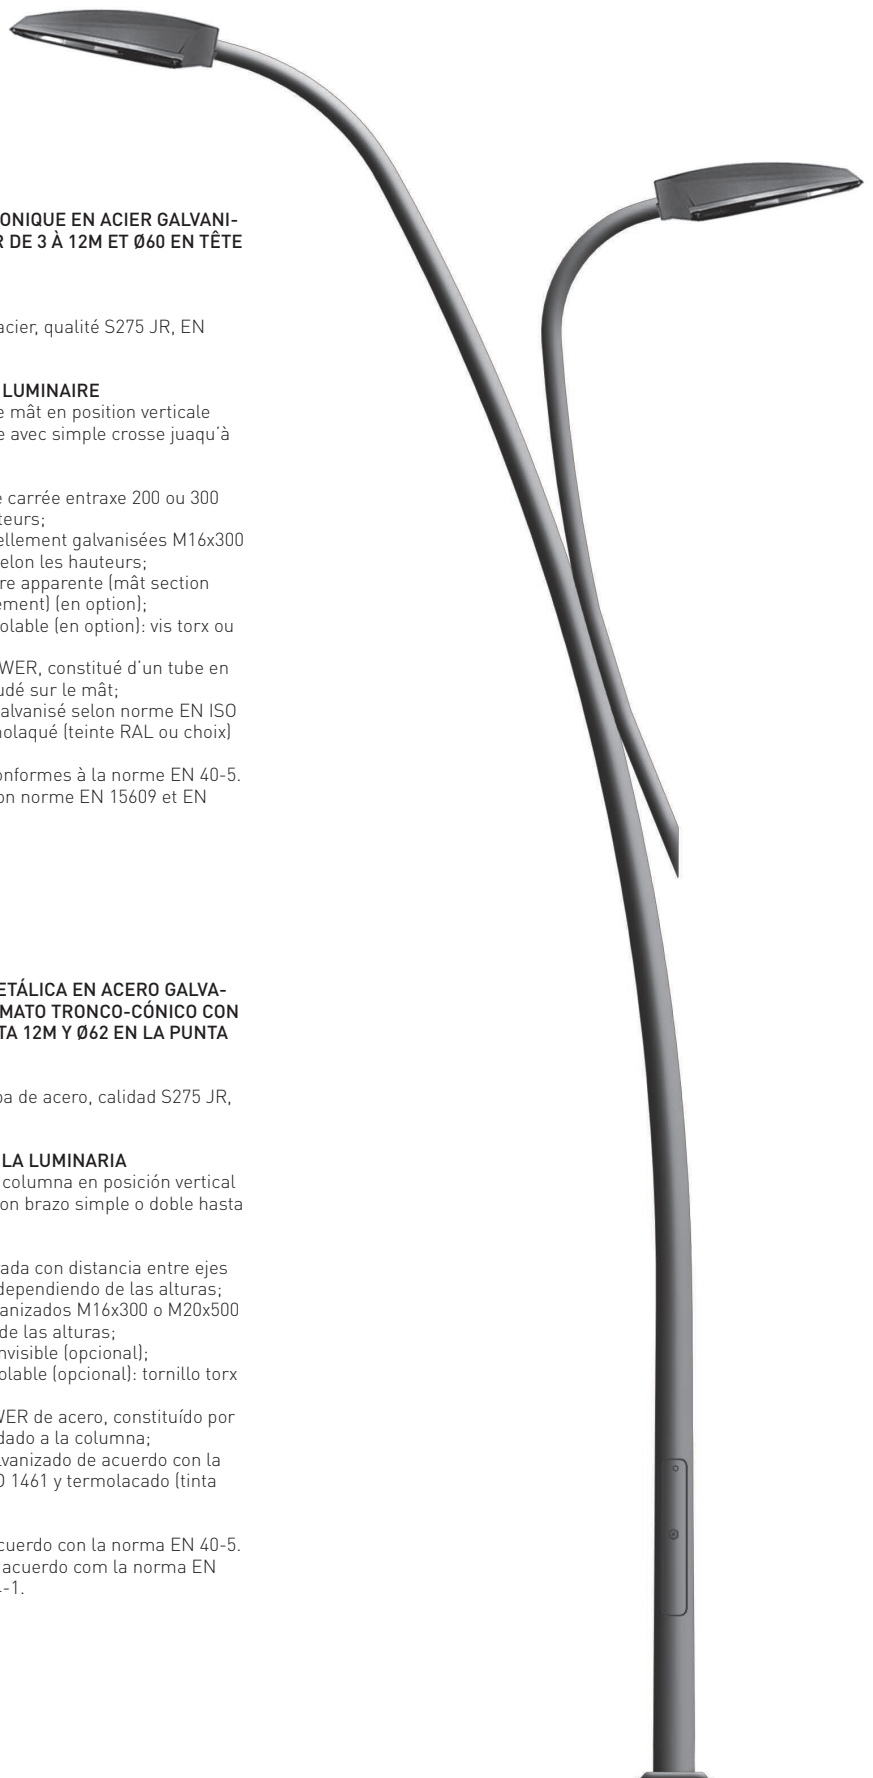 ONIQUE EN ACIER GALVANI-
R DE 3 À 12M ET Ø60 EN TÊTE
acier, qualité S275 JR, EN
LUMINAIRE
e mât en position verticale
e avec simple crosse juaqu'à
e carrée entraxe 200 ou 300
teurs;
ellement galvanisées M16x300
elon les hauteurs;
re apparente (mât section
ement) (en option);
olable (en option): vis torx ou
WER, constitué d'un tube en
udé sur le mât;
alvanisé selon norme EN ISO
nolaqué (teinte RAL ou choix)
onformes à la norme EN 40-5.
on norme EN 15609 et EN
ETÁLICA EN ACERO GALVA-
MATO TRONCO-CÓNICO CON
TA 12M Y Ø62 EN LA PUNTA
pa de acero, calidad S275 JR,
LA LUMINARIA
columna en posición vertical
on brazo simple o doble hasta
ada con distancia entre ejes
dependiendo de las alturas;
anizados M16x300 o M20x500
de las alturas;
nvisible (opcional);
olable (opcional): tornillo torx
WER de acero, constituído por
dado a la columna;
vanizado de acuerdo con la
O 1461 y termolacado (tinta
cuerdo con la norma EN 40-5.
acuerdo com la norma EN
-1.